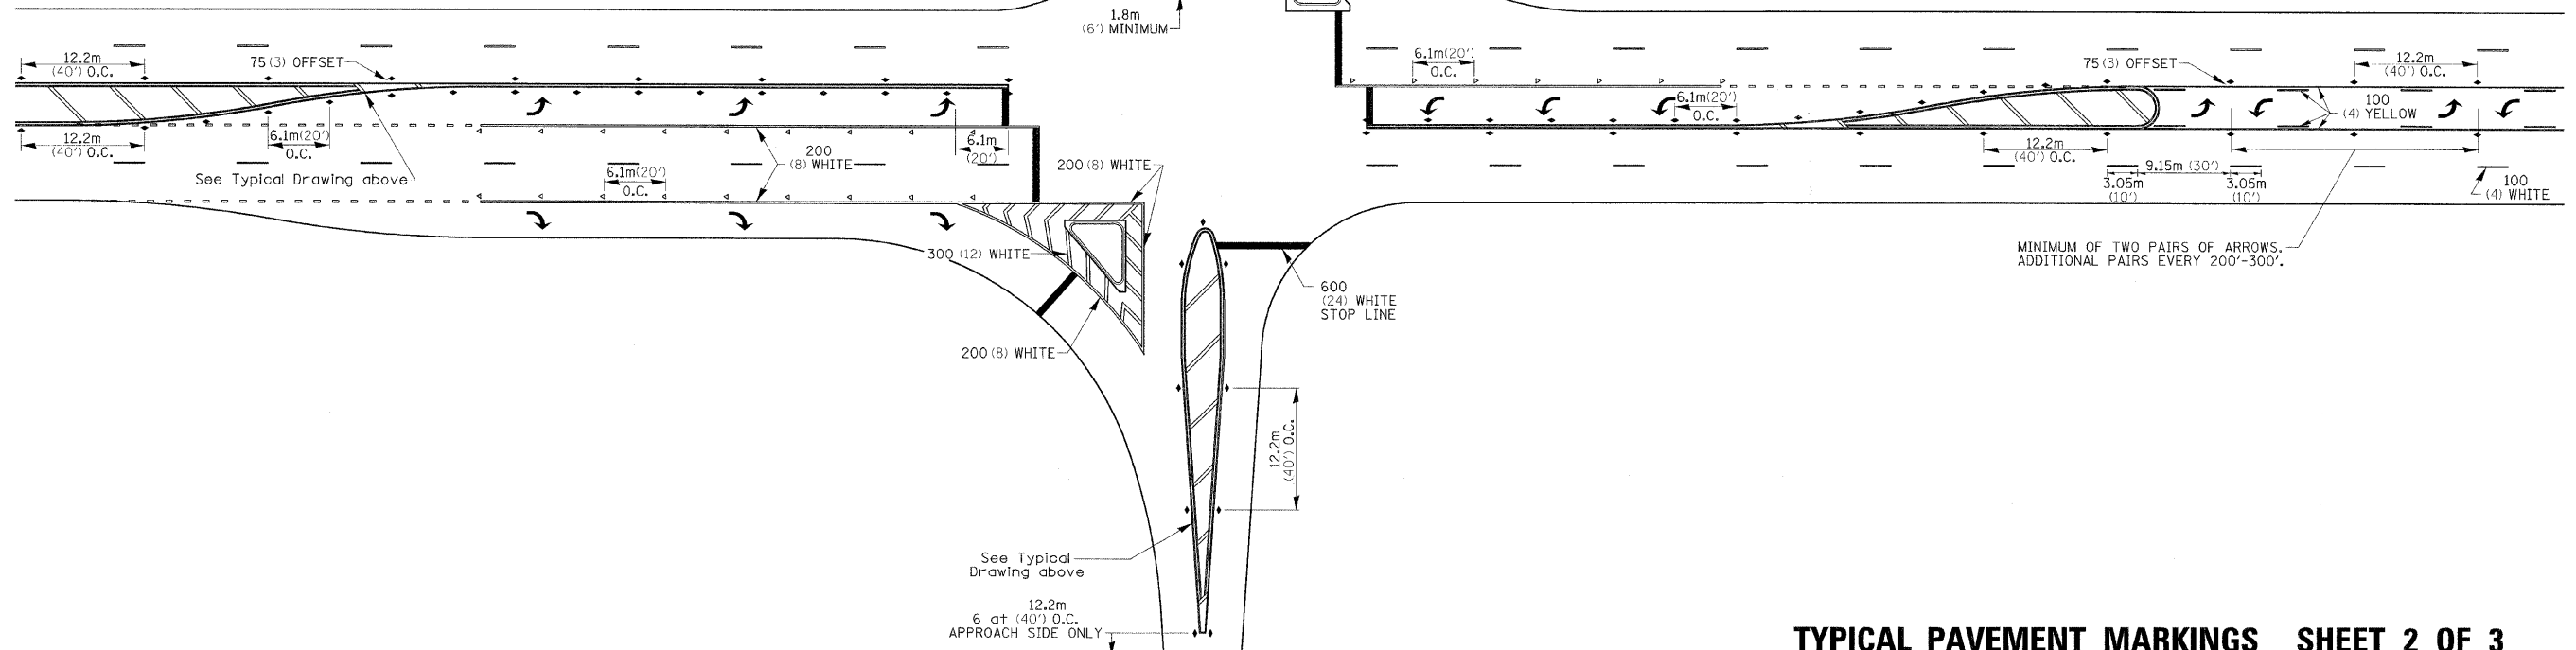 1.8m
(6') MINIMUM
12.2m
(40') O.C.
75 (3) OFFSET
6.1m(20')
O.C.
75 (3) OFFSET
12.2m
(40') O.C.
6.1m(20')
O.C.
100
(4) YELLOW
12.2m
(40') O.C.
6.1m(20')
O.C.
See Typical Drawing above
200
(8) WHITE
6.1m
(20')
6.1m(20')
O.C.
200 (8) WHITE
12.2m
(40') O.C.
9.15m (30')
3.05m
(10')
3.05m
(10')
100
(4) WHITE
300 (12) WHITE
MINIMUM OF TWO PAIRS OF ARROWS.
ADDITIONAL PAIRS EVERY 200'-300'.
600
(24) WHITE
STOP LINE
200 (8) WHITE
12.2m
(40') O.C.
See Typical
Drawing above
12.2m
6 at (40') O.C.
APPROACH SIDE ONLY
TYPICAL PAVEMENT MARKINGS SHEET 2 OF 3